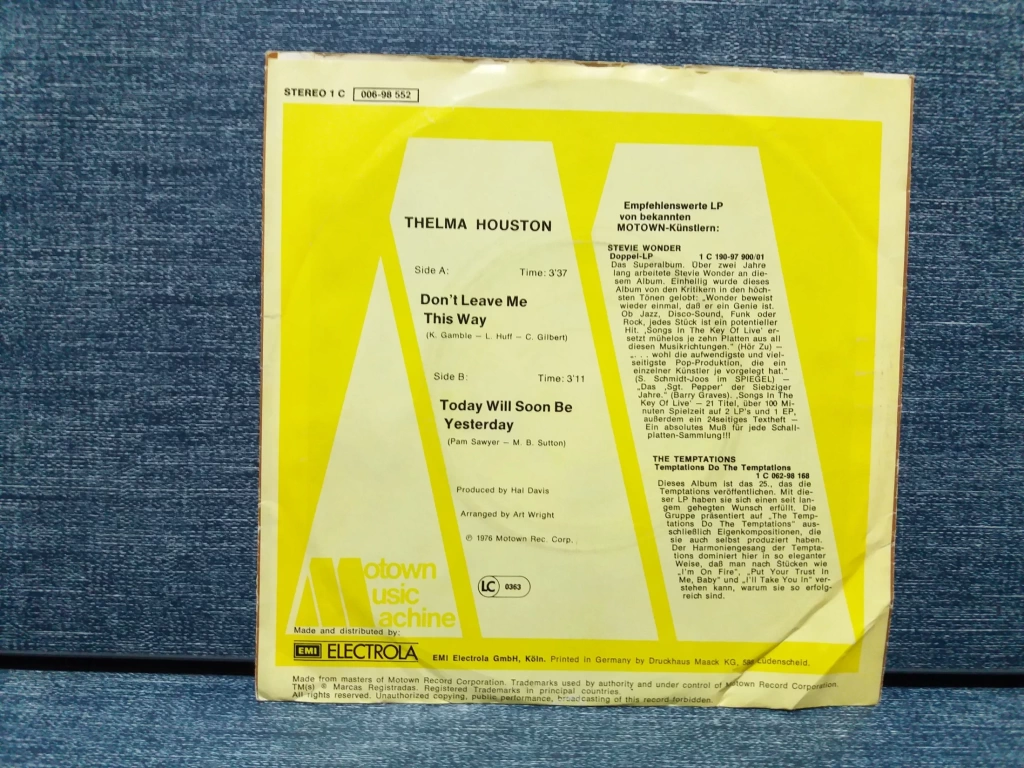 STEREO 1 C 006-98 552
THELMA HOUSTON
Side A: Time: 3'37
Don't Leave Me
This Way
(K. Gamble – L. Huff – C. Gilbert)
Side B: Time: 3'11
Today Will Soon Be
Yesterday
(Pam Sawyer – M. B. Sutton)
Produced by Hal Davis
Arranged by Art Wright
℗ 1976 Motown Rec. Corp.
LC 0363
Empfehlenswerte LP
von bekannten
MOTOWN-Künstlern:
STEVIE WONDER
Doppel-LP 1 C 190-97 900/01
Das Superalbum. Über zwei Jahre
lang arbeitete Stevie Wonder an die-
sem Album. Einhellig wurde dieses
Album von den Kritikern in den höch-
sten Tönen gelobt: „Wonder beweist
wieder einmal, daß er ein Genie ist.
Ob Jazz, Disco-Sound, Funk oder
Rock, jedes Stück ist ein potentieller
Hit. ‚Songs In The Key Of Live' er-
setzt mühelos je zehn Platten aus all
diesen Musikrichtungen." (Hör Zu) –
„. . . wohl die aufwendigste und viel-
seitigste Pop-Produktion, die ein
einzelner Künstler je vorgelegt hat."
(S. Schmidt-Joos im SPIEGEL) –
„Das ‚Sgt. Pepper' der Siebziger
Jahre." (Barry Graves). ‚Songs In The
Key Of Live' – 21 Titel, über 100 Mi-
nuten Spielzeit auf 2 LP's und 1 EP,
außerdem ein 24seitiges Textheft –
Ein absolutes Muß für jede Schall-
platten-Sammlung!!!
THE TEMPTATIONS
Temptations Do The Temptations
1 C 062-98 168
Dieses Album ist das 25., das die
Temptations veröffentlichen. Mit die-
ser LP haben sie sich einen seit lan-
gem gehegten Wunsch erfüllt. Die
Gruppe präsentiert auf „The Temp-
tations Do The Temptations" aus-
schließlich Eigenkompositionen, die
sie auch selbst produziert haben.
Der Harmoniengesang der Tempta-
tions dominiert hier in so eleganter
Weise, daß man nach Stücken wie
„I'm On Fire", „Put Your Trust In
Me, Baby" und „I'll Take You In" ver-
stehen kann, warum sie so erfolg-
reich sind.
Motown
Music
Machine
Made and distributed by:
EMI ELECTROLA
EMI Electrola GmbH, Köln. Printed in Germany by Druckhaus Maack KG, 588 Lüdenscheid.
Made from masters of Motown Record Corporation. Trademarks used by authority and under control of Motown Record Corporation.
TM(s) ® Marcas Registradas. Registered Trademarks in principal countries.
All rights reserved. Unauthorized copying, public performance, broadcasting of this record forbidden.